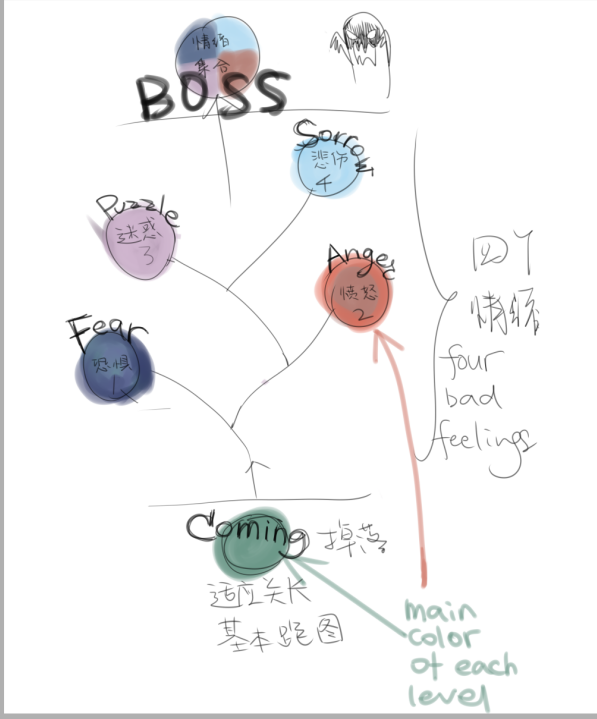 情绪
集合
BOSS
Sorrow
悲伤
4
Puzzle
迷惑
3
Anger
愤怒
2
Fear
恐惧
1
四个
情绪
four
bad
feelings
Coming
掉落
适应关卡
基本跑图
main
color
of each
level